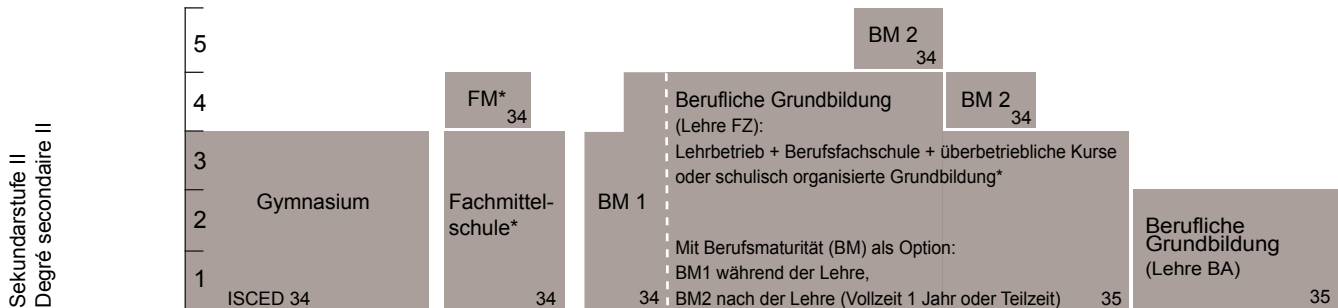 Sekundarstufe II
Degré secondaire II
5
4
3
2
1
Gymnasium
ISCED 34
FM*
34
Fachmittel-
schule*
34
BM 1
34
Berufliche Grundbildung
(Lehre FZ):
Lehrbetrieb + Berufsfachschule + überbetriebliche Kurse
oder schulisch organisierte Grundbildung*
Mit Berufsmaturität (BM) als Option:
BM1 während der Lehre,
BM2 nach der Lehre (Vollzeit 1 Jahr oder Teilzeit)
35
BM 2
34
BM 2
34
Berufliche
Grundbildung
(Lehre BA)
35